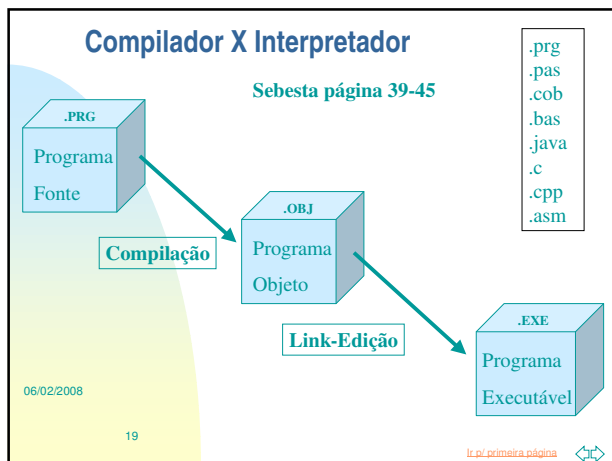 Compilador X Interpretador
Sebesta página 39-45
.prg
.pas
.cob
.bas
.java
.c
.cpp
.asm
.PRG
Programa
Fonte
Compilação
.OBJ
Programa
Objeto
Link-Edição
.EXE
Programa
Executável
06/02/2008
19
Ir p/ primeira página